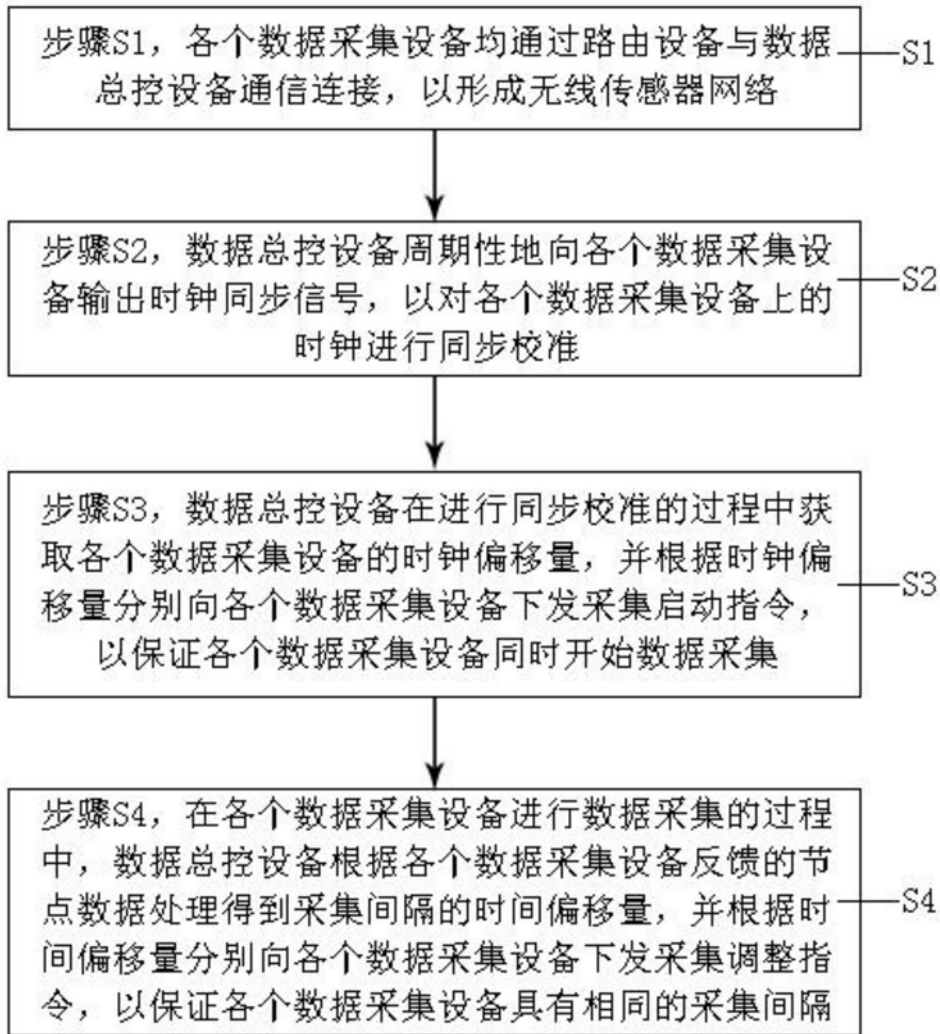 步骤S1，各个数据采集设备均通过路由设备与数据
总控设备通信连接，以形成无线传感器网络
S1
步骤S2，数据总控设备周期性地向各个数据采集设
备输出时钟同步信号，以对各个数据采集设备上的
时钟进行同步校准
S2
步骤S3，数据总控设备在进行同步校准的过程中获
取各个数据采集设备的时钟偏移量，并根据时钟偏
移量分别向各个数据采集设备下发采集启动指令，
以保证各个数据采集设备同时开始数据采集
S3
步骤S4，在各个数据采集设备进行数据采集的过程
中，数据总控设备根据各个数据采集设备反馈的节
点数据处理得到采集间隔的时间偏移量，并根据时
间偏移量分别向各个数据采集设备下发采集调整指
令，以保证各个数据采集设备具有相同的采集间隔
S4